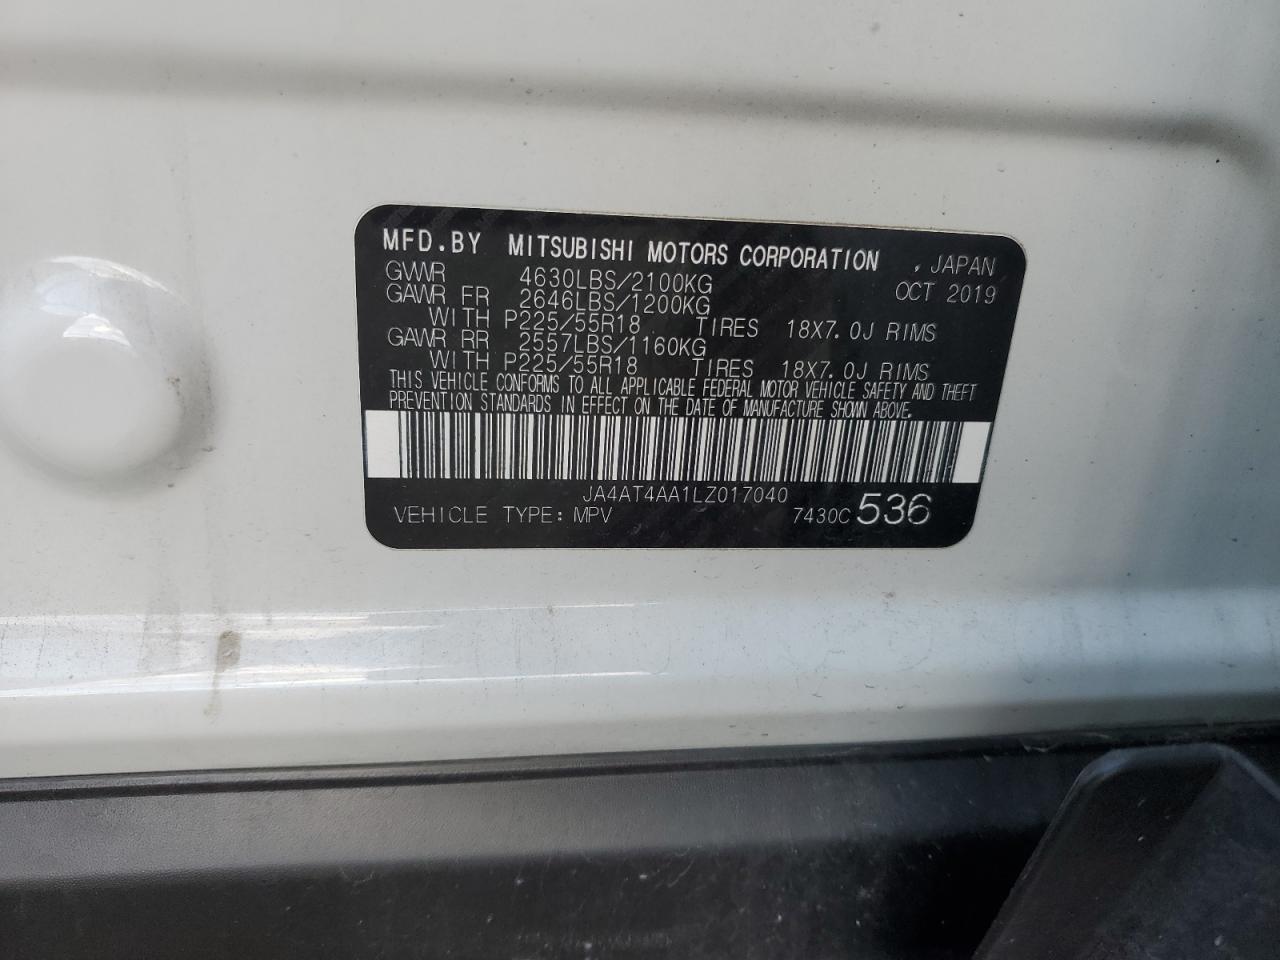 MFD.BY MITSUBISHI MOTORS CORPORATION , JAPAN
GVWR 4630LBS/2100KG OCT 2019
GAWR FR 2646LBS/1200KG
WITH P225/55R18 TIRES 18X7.0J RIMS
GAWR RR 2557LBS/1160KG
WITH P225/55R18 TIRES 18X7.0J RIMS
THIS VEHICLE CONFORMS TO ALL APPLICABLE FEDERAL MOTOR VEHICLE SAFETY AND THEFT
PREVENTION STANDARDS IN EFFECT ON THE DATE OF MANUFACTURE SHOWN ABOVE.
JA4AT4AA1LZ017040
VEHICLE TYPE: MPV 7430C 536